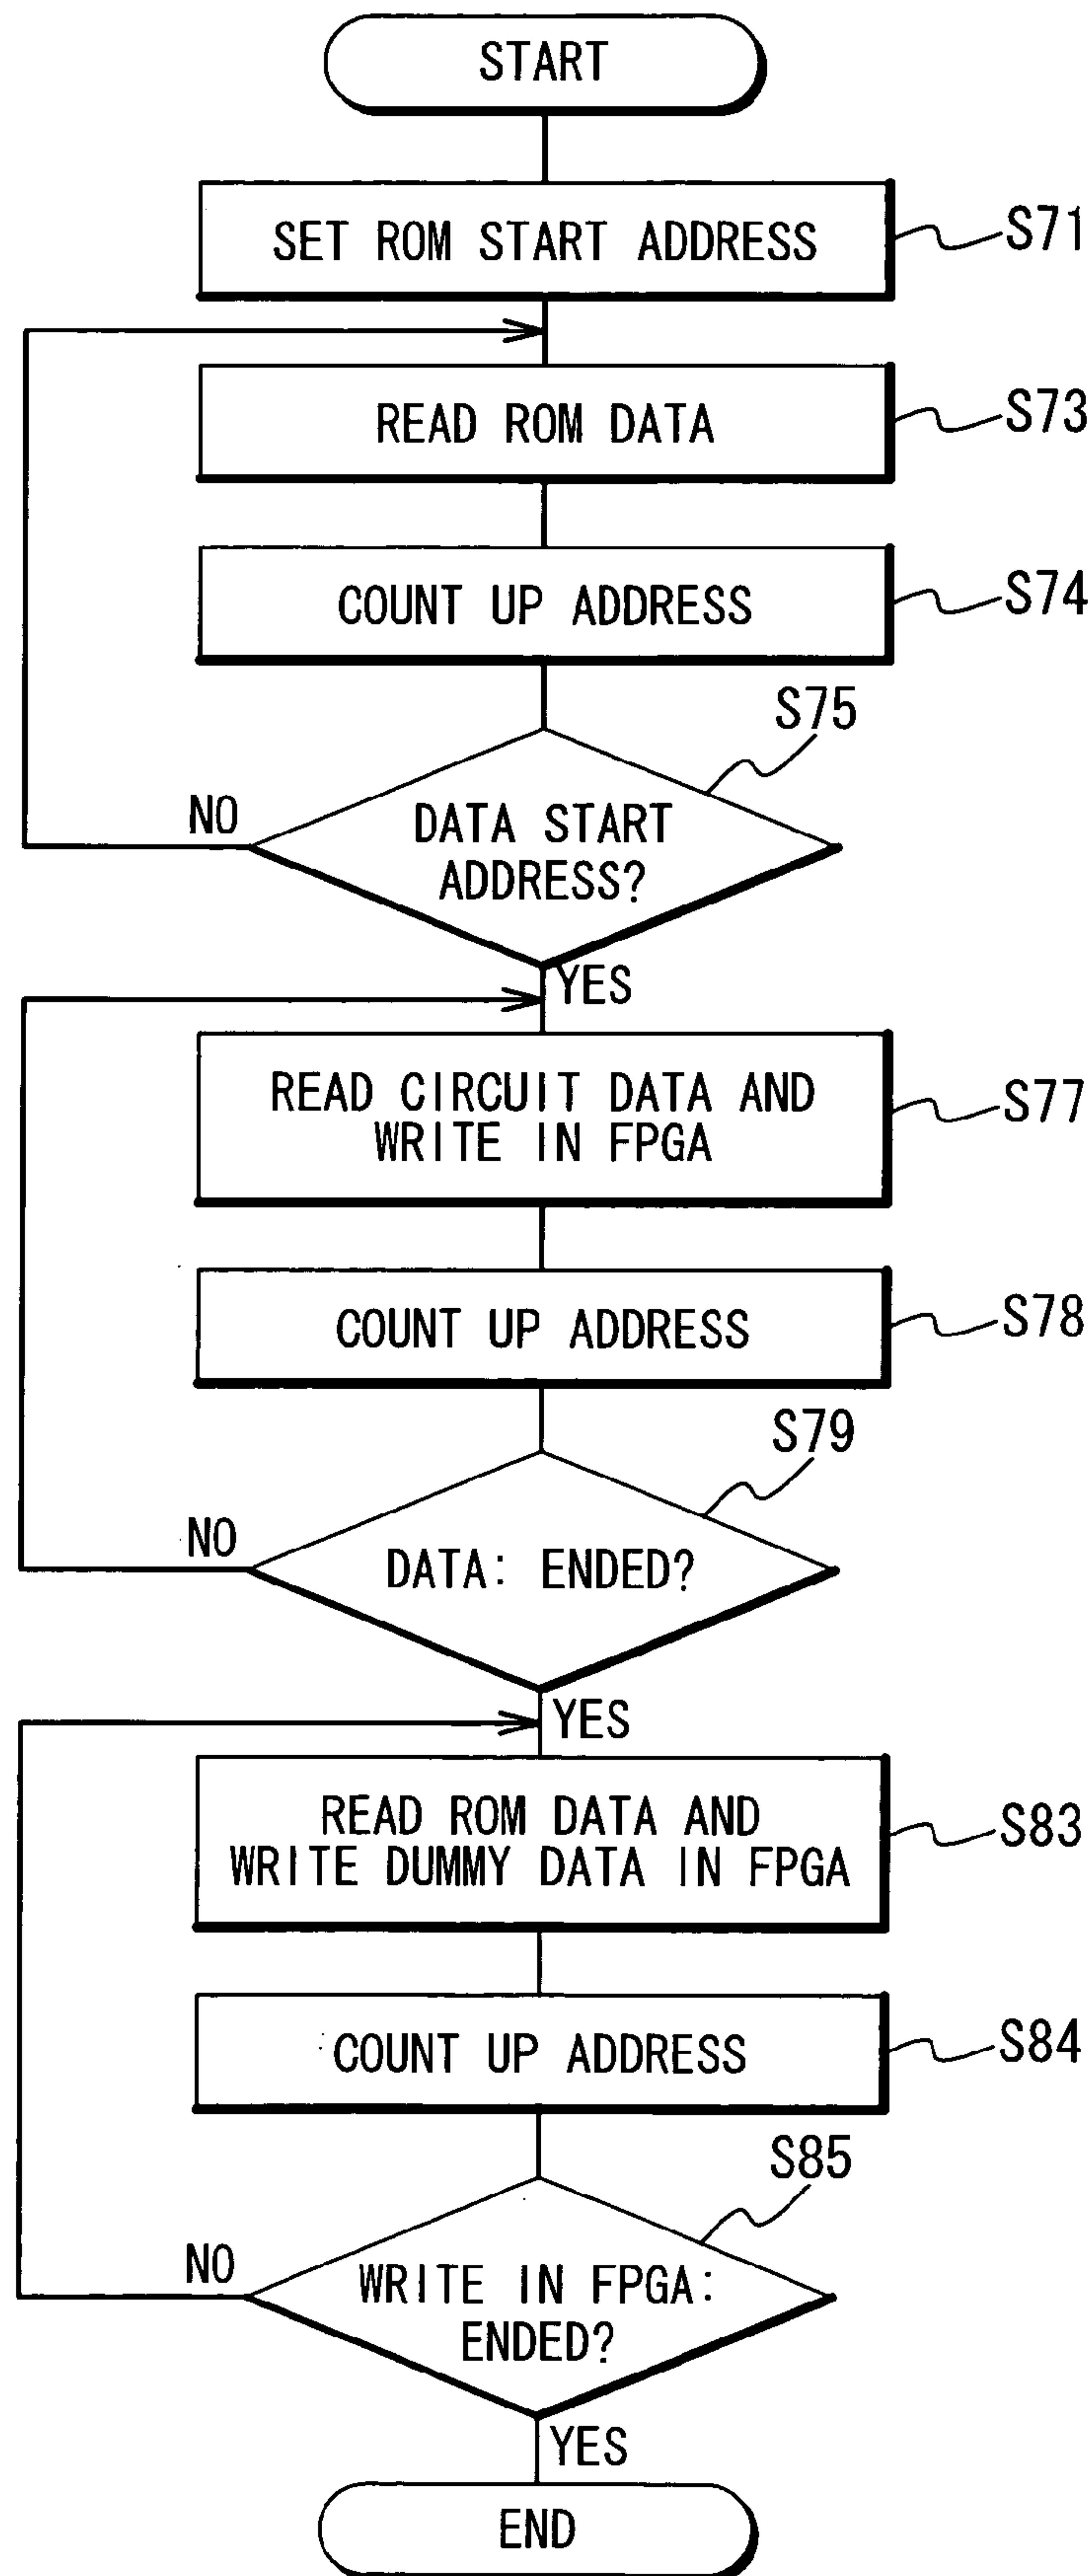 START
SET ROM START ADDRESS
S71
READ ROM DATA
S73
COUNT UP ADDRESS
S74
S75
DATA START
ADDRESS?
NO
YES
READ CIRCUIT DATA AND
WRITE IN FPGA
S77
COUNT UP ADDRESS
S78
S79
DATA: ENDED?
NO
YES
READ ROM DATA AND
WRITE DUMMY DATA IN FPGA
S83
COUNT UP ADDRESS
S84
S85
WRITE IN FPGA:
ENDED?
NO
YES
END